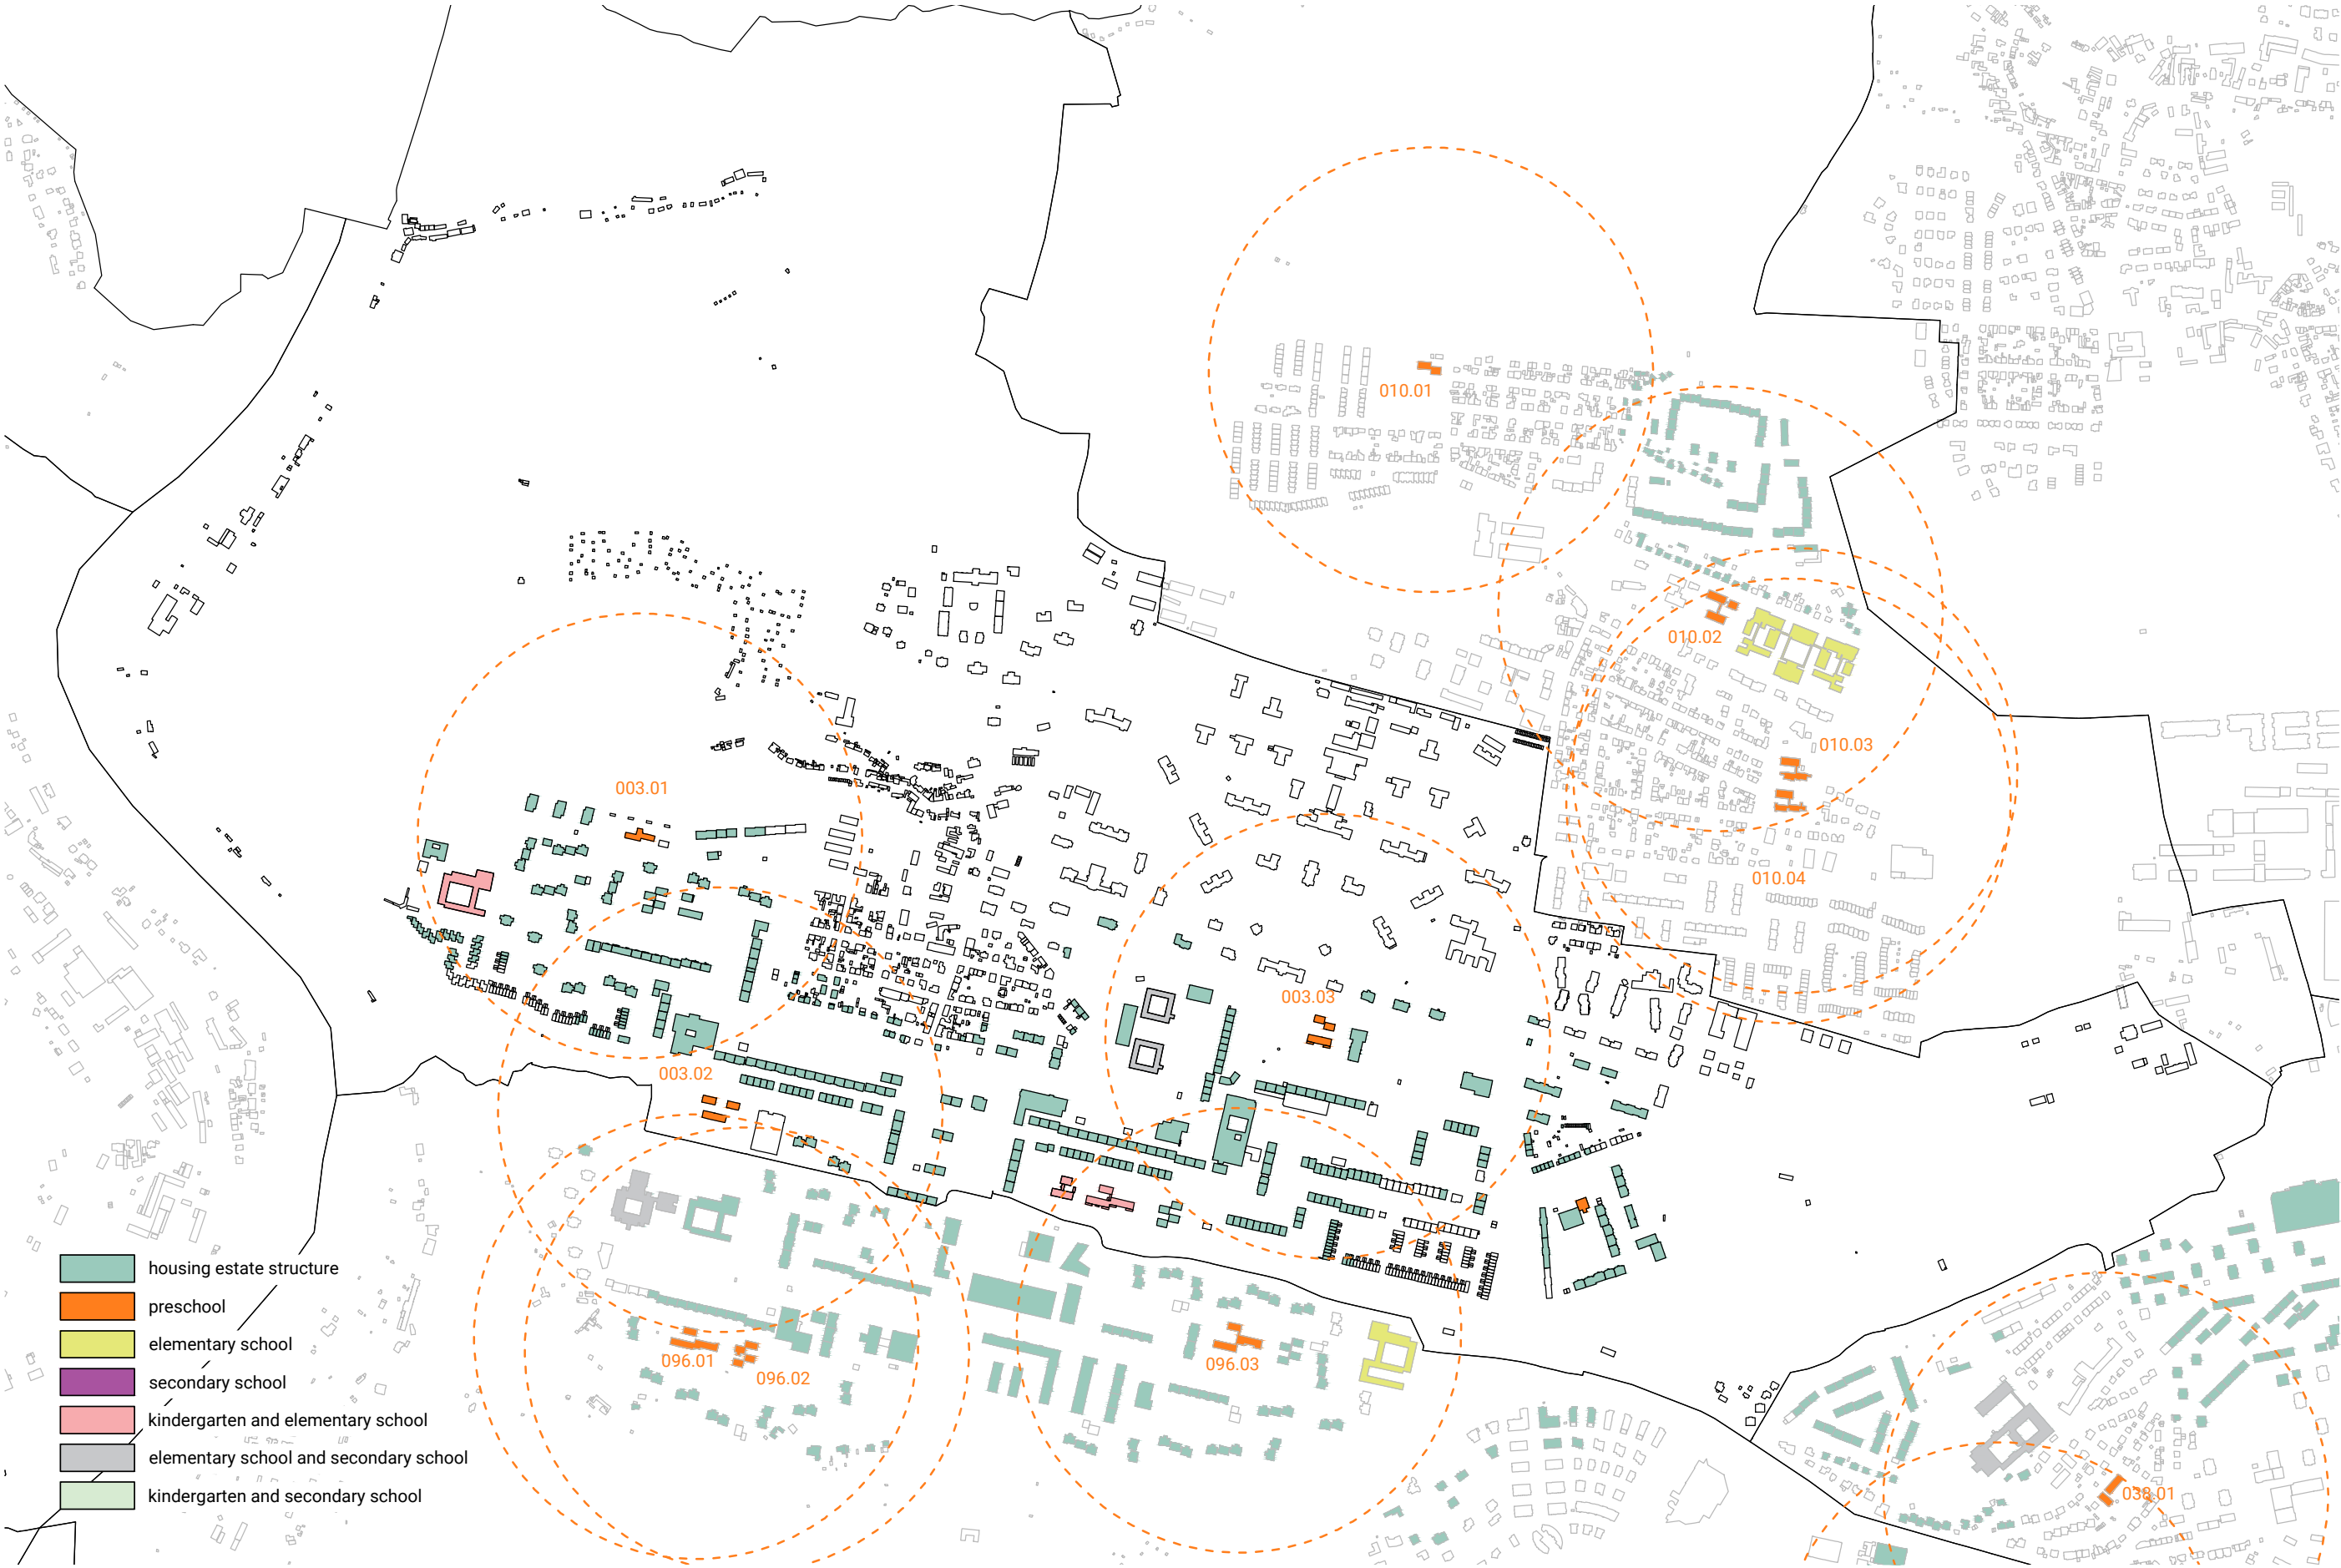 010.01
010.02
010.03
003.01
010.04
003.03
003.02
housing estate structure
preschool
elementary school
secondary school
kindergarten and elementary school
elementary school and secondary school
kindergarten and secondary school
096.01
096.02
096.03
038.01